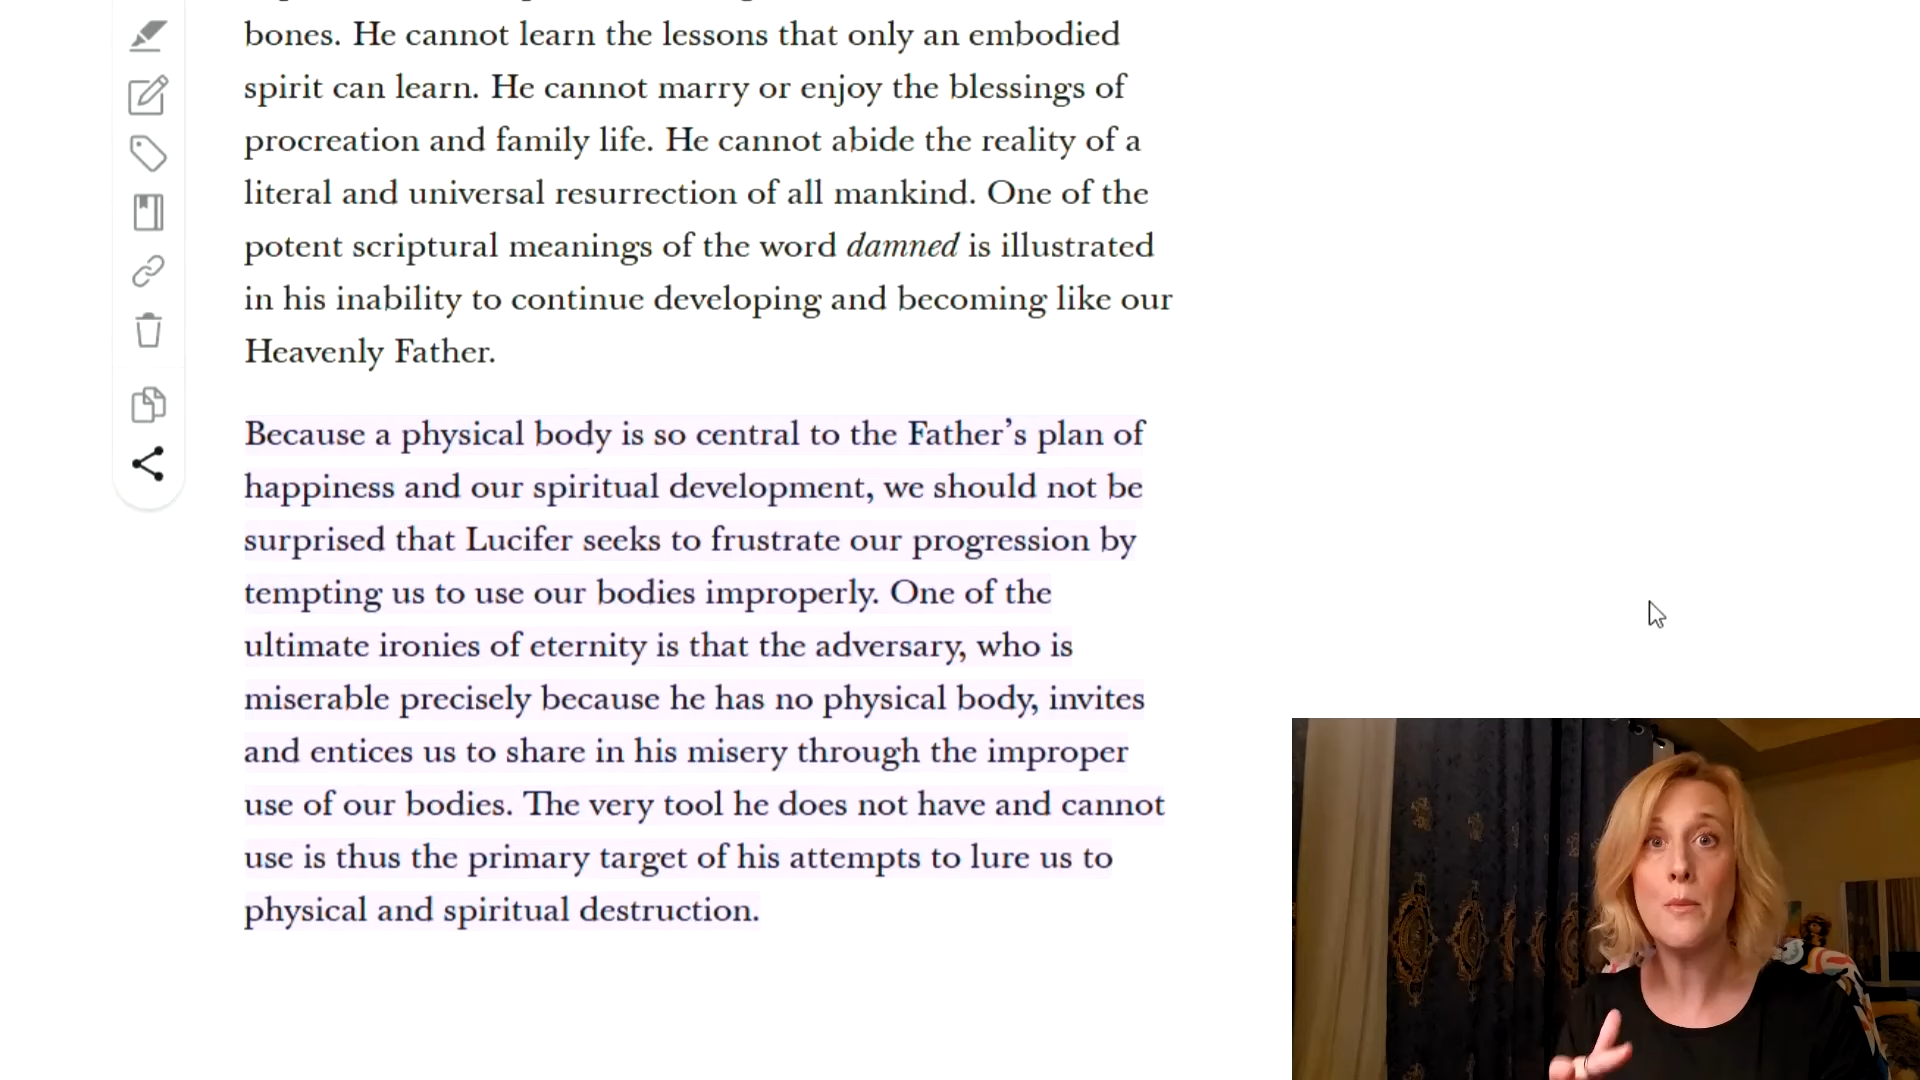 bones. He cannot learn the lessons that only an embodied
spirit can learn. He cannot marry or enjoy the blessings of
procreation and family life. He cannot abide the reality of a
literal and universal resurrection of all mankind. One of the
potent scriptural meanings of the word damned is illustrated
in his inability to continue developing and becoming like our
Heavenly Father.
Because a physical body is so central to the Father’s plan of
happiness and our spiritual development, we should not be
surprised that Lucifer seeks to frustrate our progression by
tempting us to use our bodies improperly. One of the
ultimate ironies of eternity is that the adversary, who is
miserable precisely because he has no physical body, invites
and entices us to share in his misery through the improper
use of our bodies. The very tool he does not have and cannot
use is thus the primary target of his attempts to lure us to
physical and spiritual destruction.